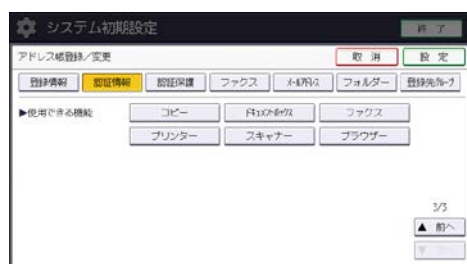 システム初期設定
終 了
アドレス帳登録/変更
取 消
設 定
登録情報
認証情報
認証保護
ファクス
メールアドレス
フォルダー
登録先グループ
▶使用できる機能
コピー
ドキュメントボックス
ファクス
プリンター
スキャナー
ブラウザー
3/3
▲ 前へ
▼